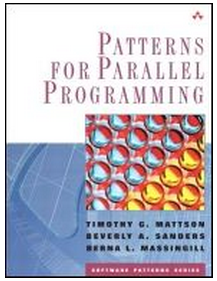 PATTERNS
FOR PARALLEL
PROGRAMMING
TIMOTHY G. MATTSON
BEVERLY A. SANDERS
BERNA L. MASSINGILL
SOFTWARE PATTERNS SERIES